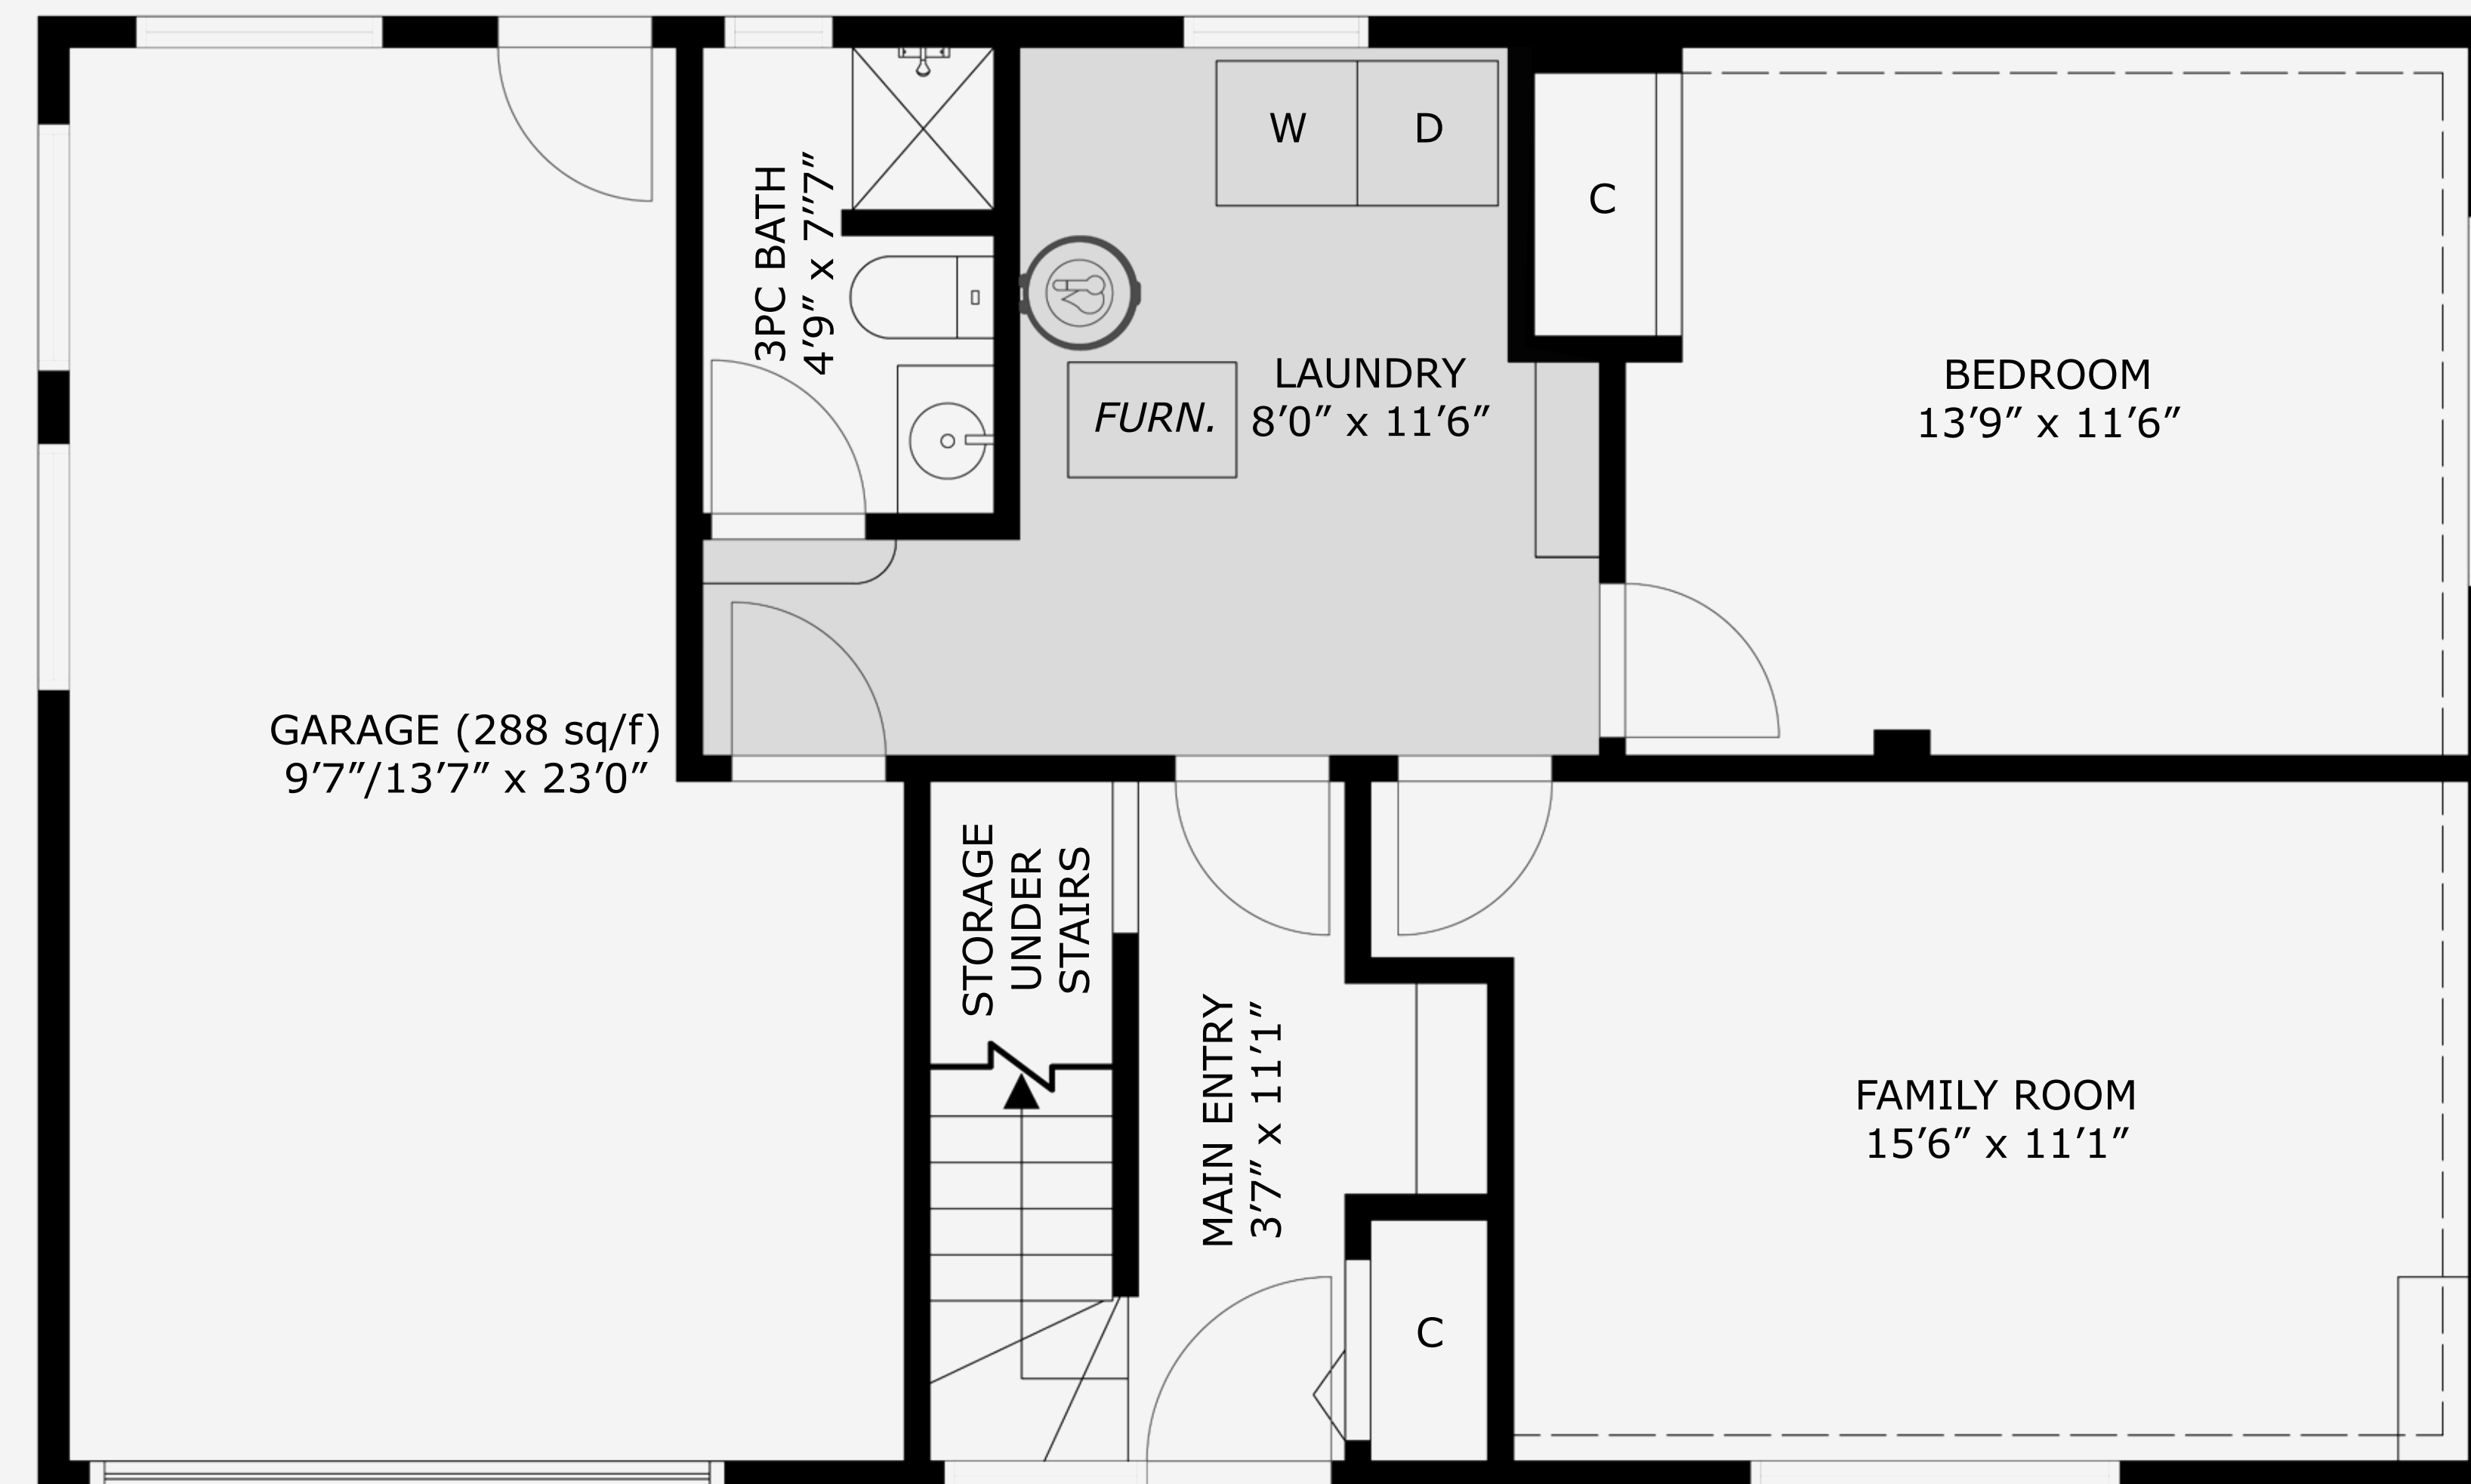 3PC BATH
4'9" x 7'7"
W
D
C
FURN.
LAUNDRY
8'0" x 11'6"
BEDROOM
13'9" x 11'6"
GARAGE (288 sq/f)
9'7"/13'7" x 23'0"
STORAGE
UNDER
STAIRS
MAIN ENTRY
3'7" x 11'1"
FAMILY ROOM
15'6" x 11'1"
C